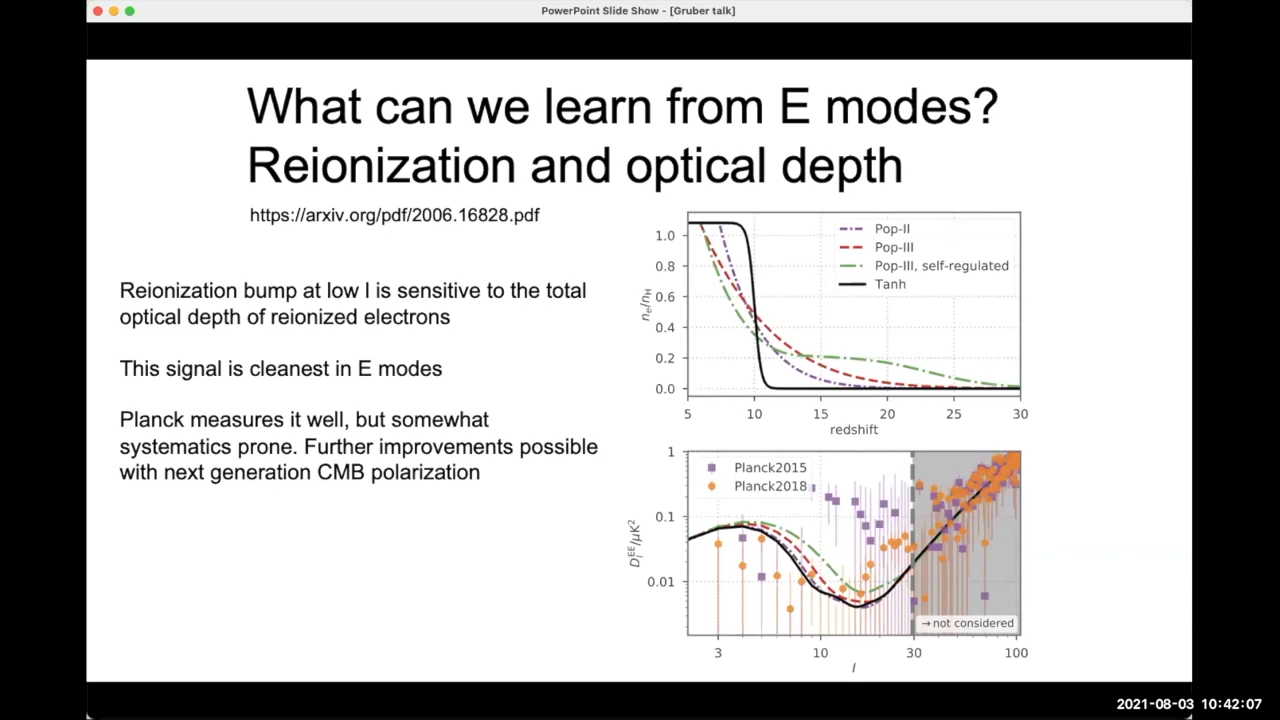 PowerPoint Slide Show - [Gruber talk]
What can we learn from E modes?
Reionization and optical depth
https://arxiv.org/pdf/2006.16828.pdf
Reionization bump at low l is sensitive to the total
optical depth of reionized electrons
This signal is cleanest in E modes
Planck measures it well, but somewhat
systematics prone. Further improvements possible
with next generation CMB polarization
Pop-II
Pop-III
Pop-III, self-regulated
Tanh
1.0
0.8
0.6
0.4
0.2
0.0
nₑ/n_H
5 10 15 20 25 30
redshift
Planck2015
Planck2018
1
0.1
0.01
D_l^EE/μK²
→ not considered
3 10 30 100
l
2021-08-03 10:42:07